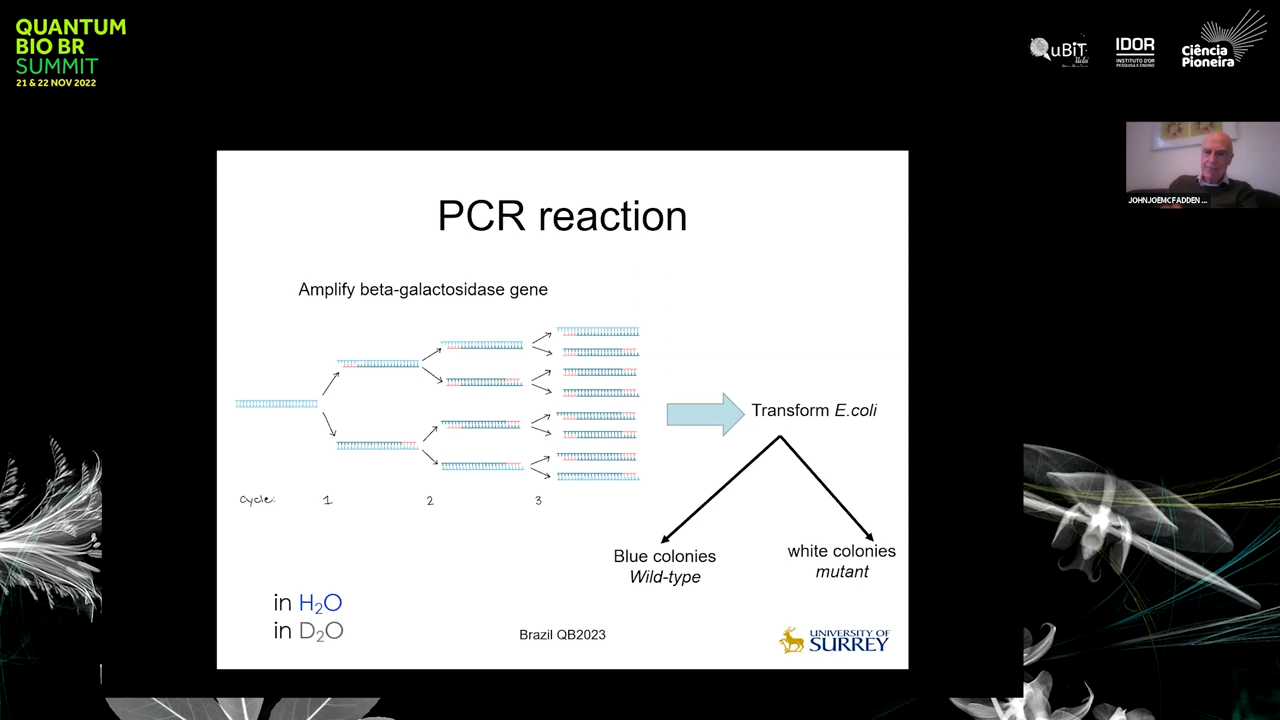 QUANTUM
BIO BR
SUMMIT
21 & 22 NOV 2022
QuBiT
IDOR
INSTITUTO D'OR
PESQUISA E ENSINO
Ciência
Pioneira
JOHNJOEMCFADDEN ...
PCR reaction
Amplify beta-galactosidase gene
Transform E.coli
cycle: 1 2 3
Blue colonies
Wild-type
white colonies
mutant
in H₂O
in D₂O
Brazil QB2023
UNIVERSITY OF
SURREY